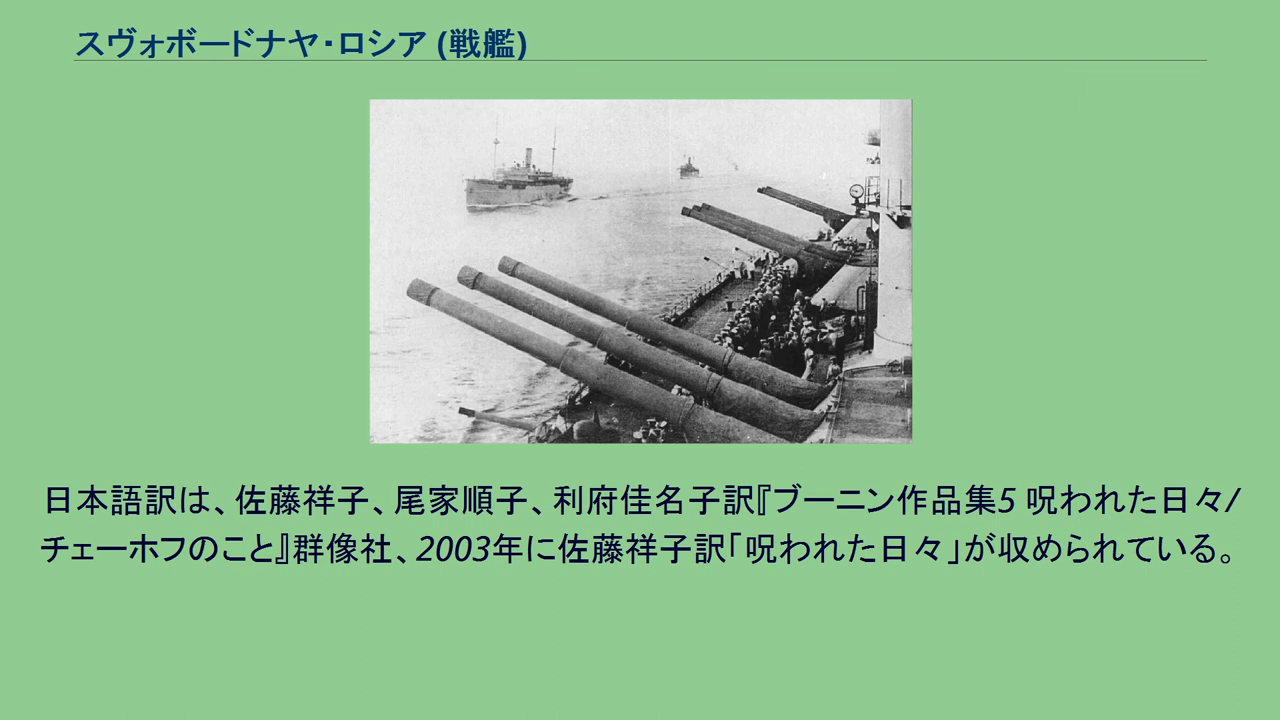 スヴォボードナヤ・ロシア (戦艦)
日本語訳は、佐藤祥子、尾家順子、利府佳名子訳『ブーニン作品集5 呪われた日々/
チェーホフのこと』群像社、2003年に佐藤祥子訳「呪われた日々」が収められている。